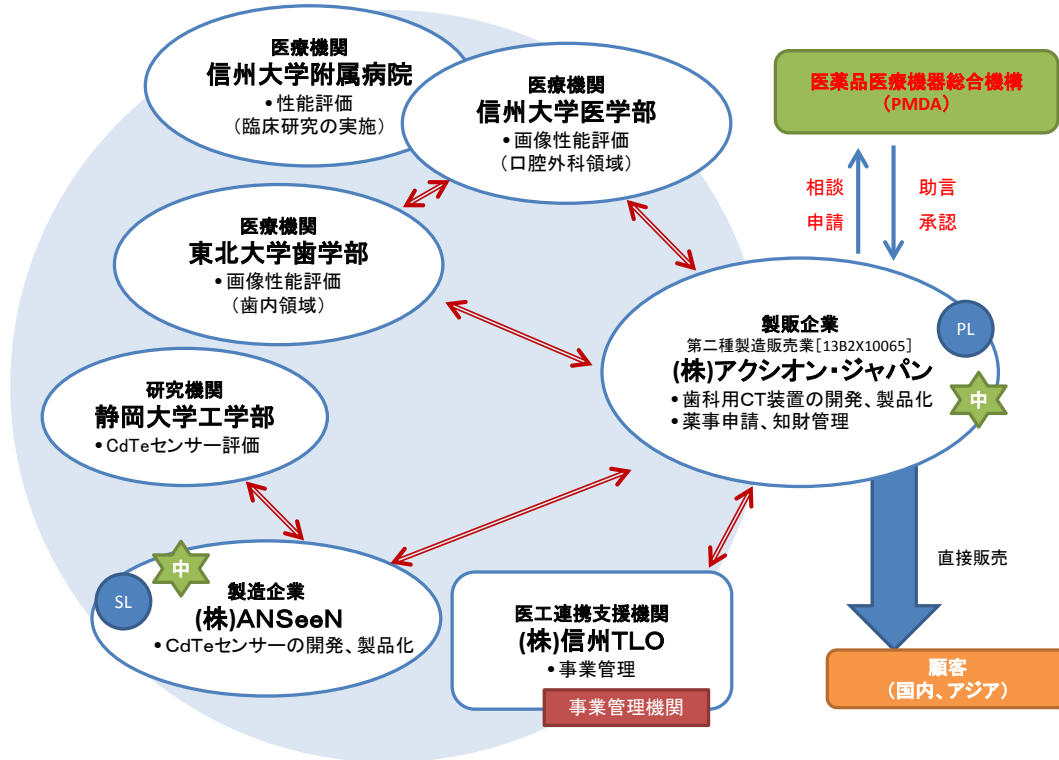 医療機関
信州大学附属病院
•性能評価
(臨床研究の実施)
医療機関
信州大学医学部
•画像性能評価
(口腔外科領域)
医薬品医療機器総合機構
(PMDA)
相談
申請
助言
承認
医療機関
東北大学歯学部
•画像性能評価
(歯内領域)
製販企業
第二種製造販売業[13B2X10065]
(株)アクシオン・ジャパン
•歯科用CT装置の開発、製品化
•薬事申請、知財管理
PL
中
研究機関
静岡大学工学部
•CdTeセンサー評価
中
SL
製造企業
(株)ANSeeN
•CdTeセンサーの開発、製品化
医工連携支援機関
(株)信州TLO
•事業管理
事業管理機関
直接販売
顧客
(国内、アジア)